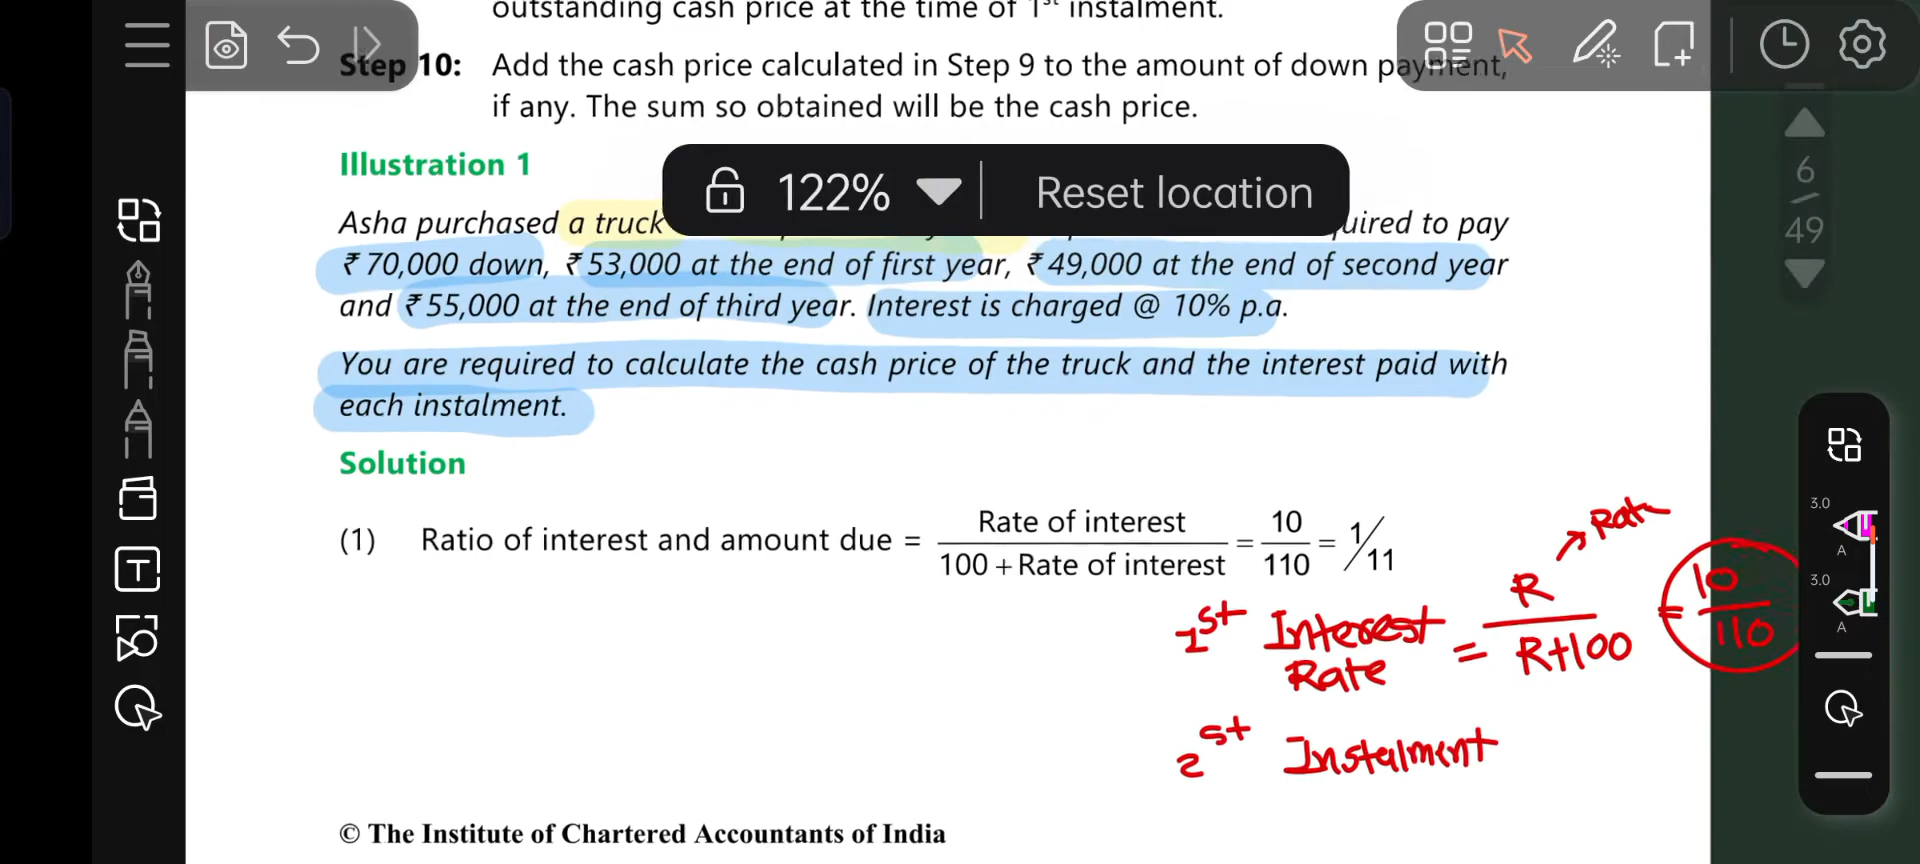 outstanding cash price at the time of 1st instalment.
Step 10: Add the cash price calculated in Step 9 to the amount of down payment,
if any. The sum so obtained will be the cash price.
Illustration 1
122%
Reset location
Asha purchased a truck
uired to pay
₹ 70,000 down, ₹ 53,000 at the end of first year, ₹ 49,000 at the end of second year
and ₹ 55,000 at the end of third year. Interest is charged @ 10% p.a.
You are required to calculate the cash price of the truck and the interest paid with
each instalment.
Solution
(1) Ratio of interest and amount due = Rate of interest / 100 + Rate of interest = 10 / 110 = 1/11
→ Rate
1st Interest Rate = R / R+100 = 10 / 110
2st Instalment
© The Institute of Chartered Accountants of India
6
49
3.0
A
3.0
A
T